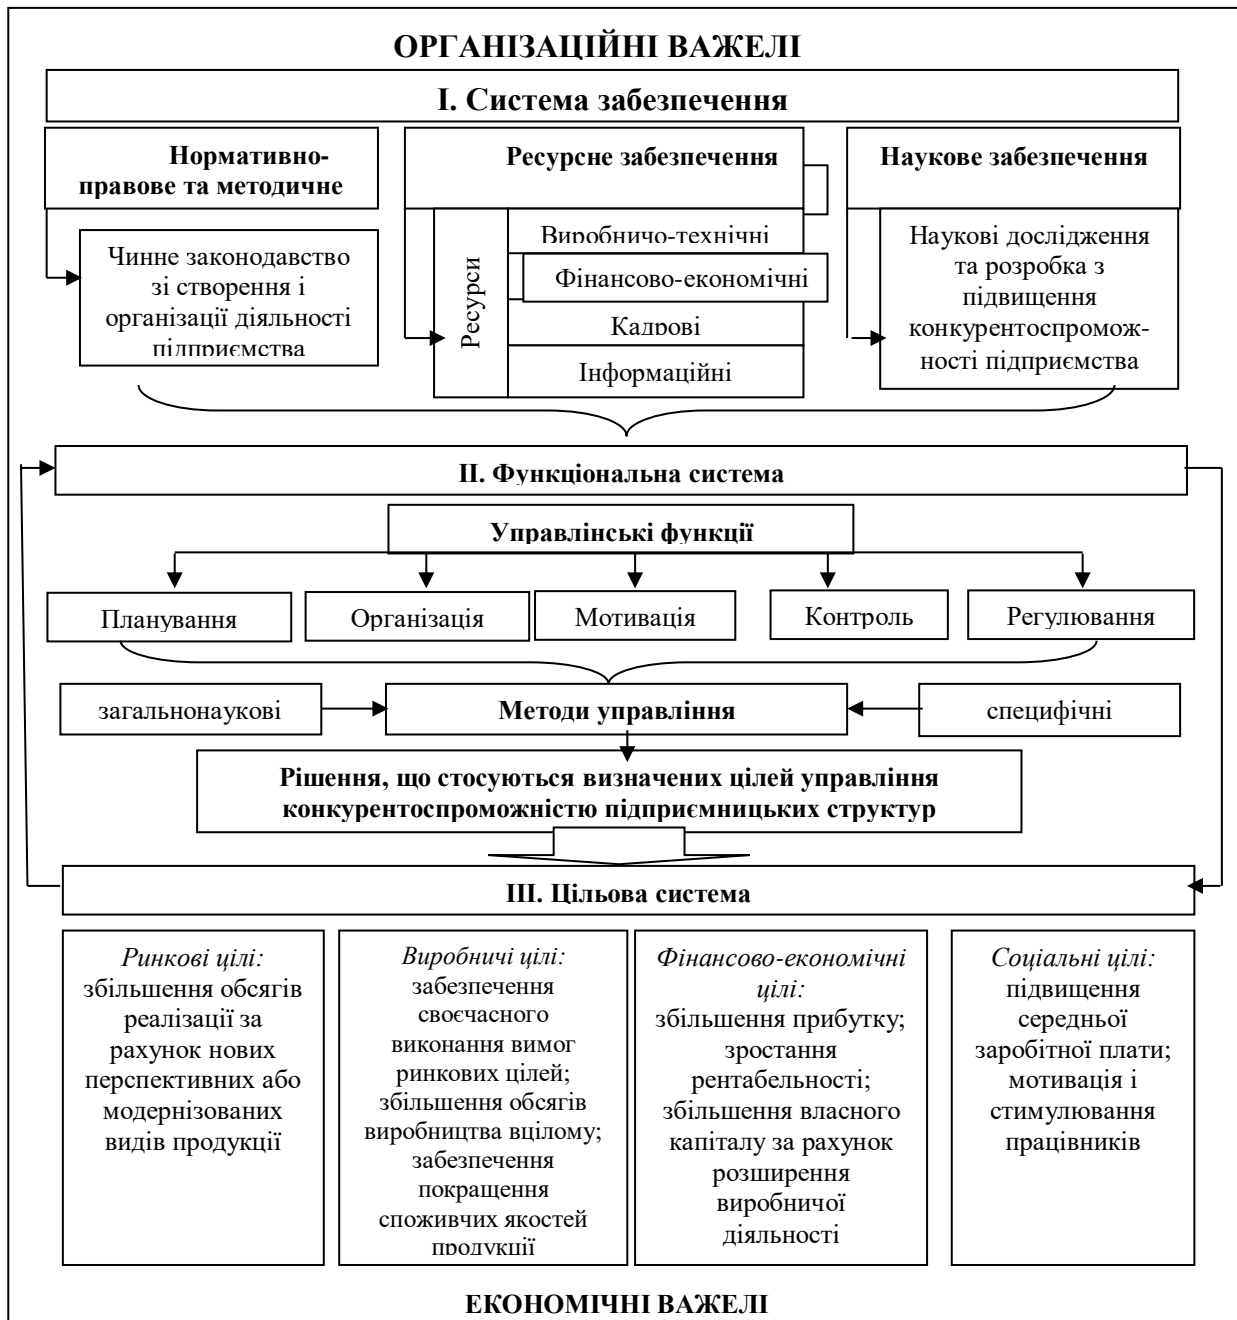 ОРГАНІЗАЦІЙНІ ВАЖЕЛІ
І. Система забезпечення
Нормативно-
правове та методичне
Чинне законодавство
зі створення і
організації діяльності
підприємства
Ресурсне забезпечення
Ресурси
Виробничо-технічні
Фінансово-економічні
Кадрові
Інформаційні
Наукове забезпечення
Наукові дослідження
та розробка з
підвищення
конкурентоспромож-
ності підприємства
ІІ. Функціональна система
Управлінські функції
Планування
Організація
Мотивація
Контроль
Регулювання
загальнонаукові
Методи управління
специфічні
Рішення, що стосуються визначених цілей управління
конкурентоспроможністю підприємницьких структур
ІІІ. Цільова система
Ринкові цілі:
збільшення обсягів
реалізації за
рахунок нових
перспективних або
модернізованих
видів продукції
Виробничі цілі:
забезпечення
своєчасного
виконання вимог
ринкових цілей;
збільшення обсягів
виробництва вцілому;
забезпечення
покращення
споживчих якостей
продукції
Фінансово-економічні
цілі:
збільшення прибутку;
зростання
рентабельності;
збільшення власного
капіталу за рахунок
розширення
виробничої
діяльності
Соціальні цілі:
підвищення
середньої
заробітної плати;
мотивація і
стимулювання
працівників
ЕКОНОМІЧНІ ВАЖЕЛІ